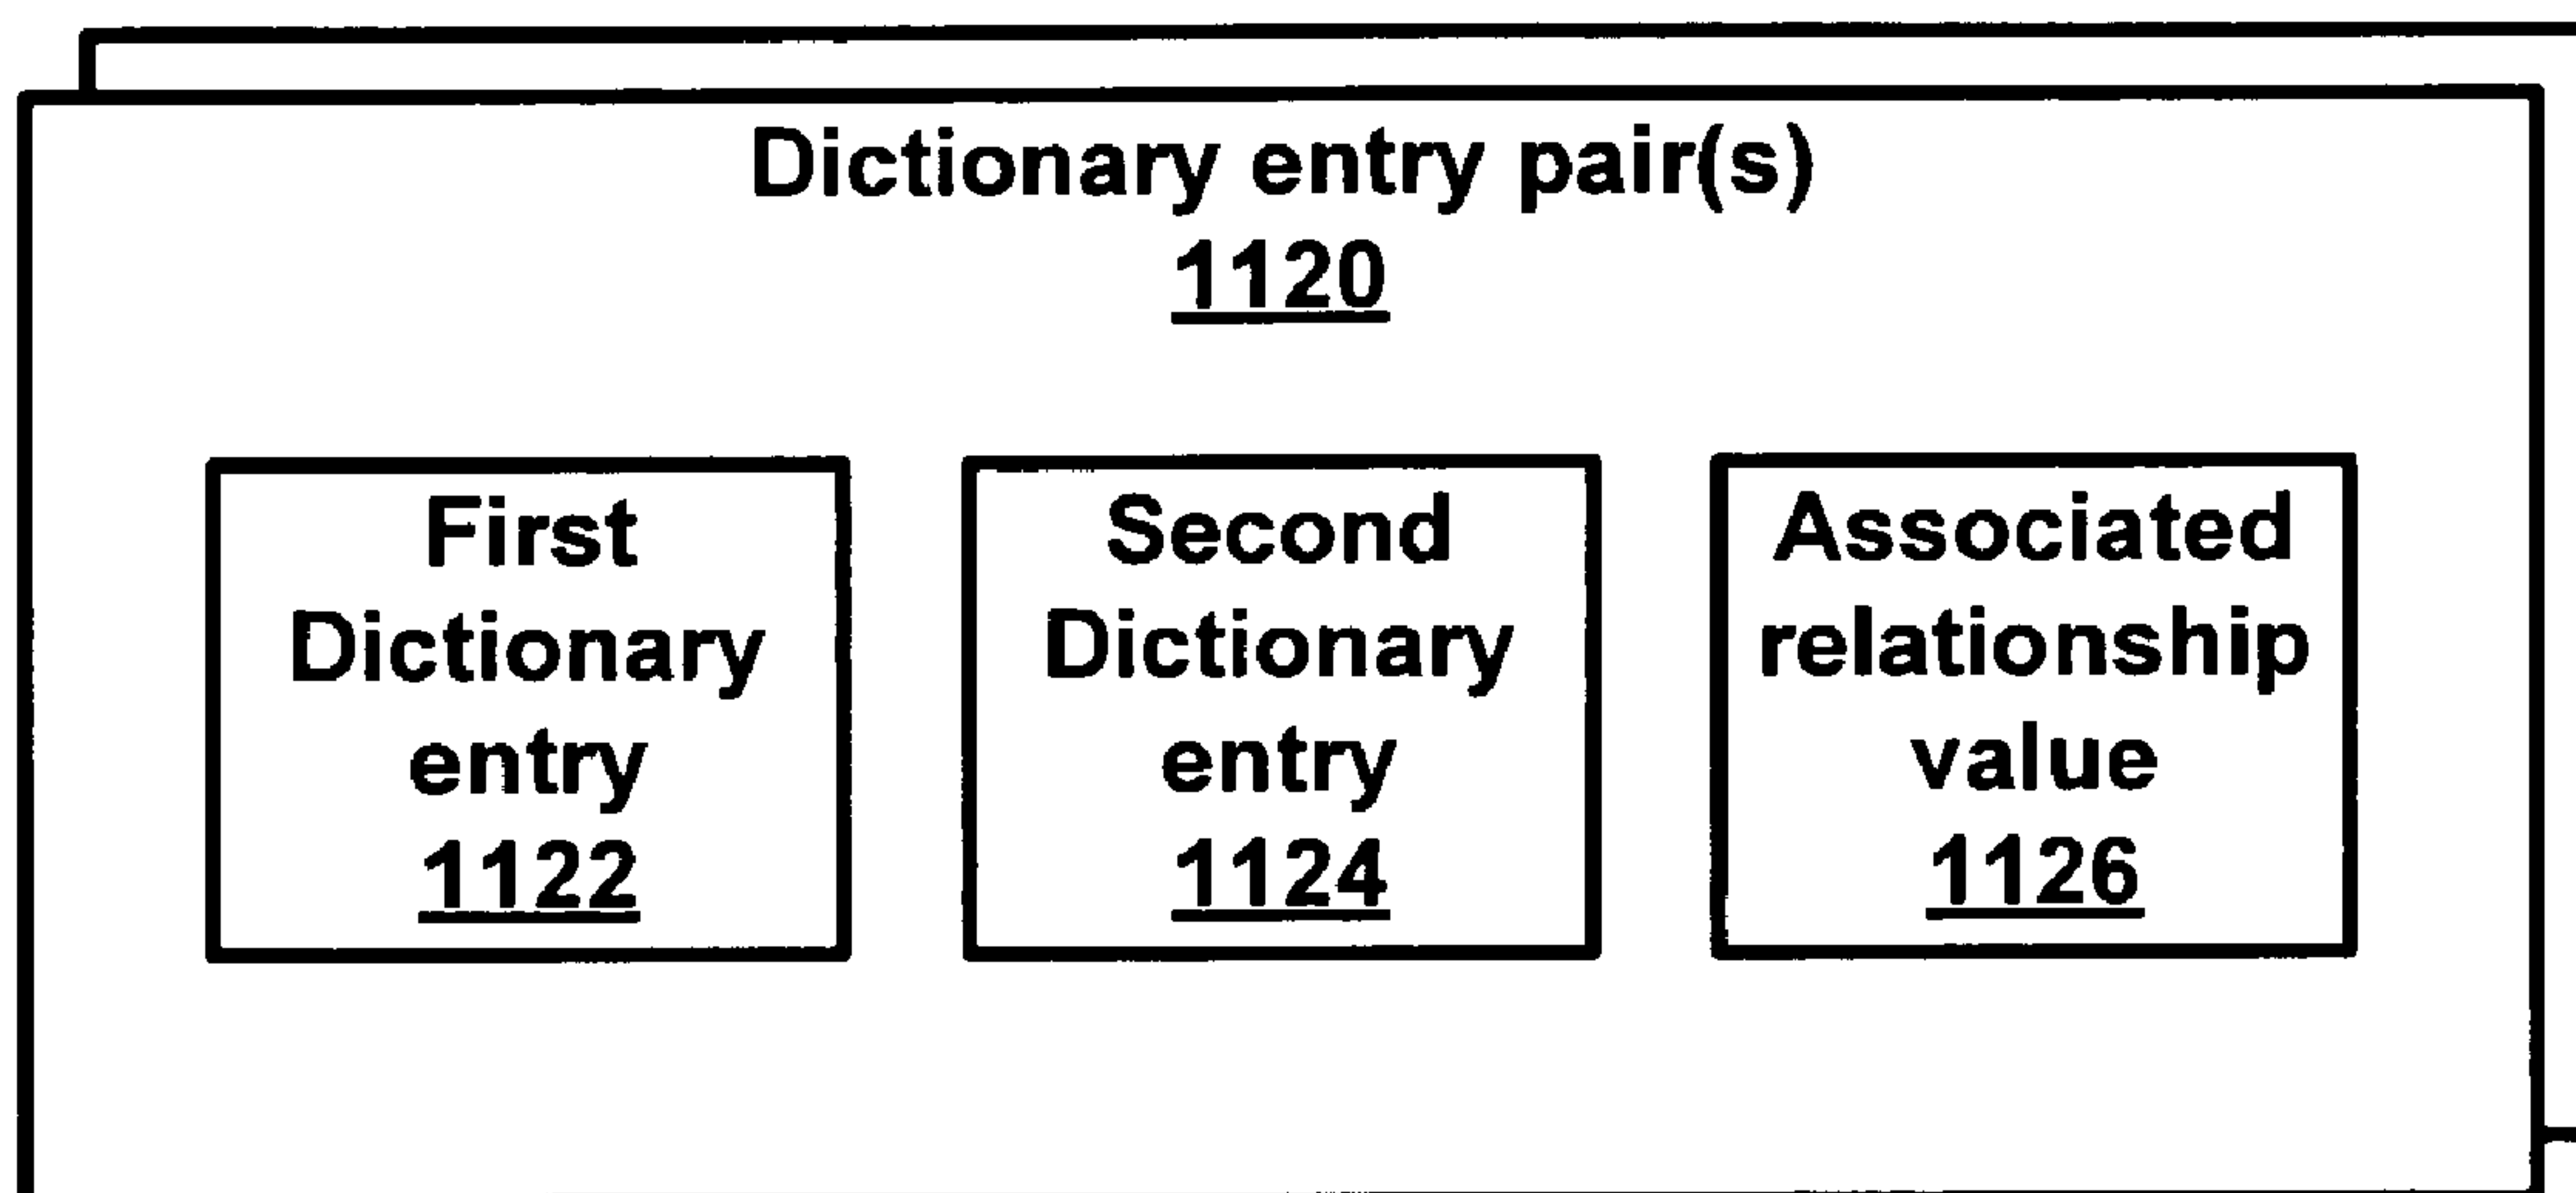 Dictionary entry pair(s)
1120
First
Dictionary
entry
1122
Second
Dictionary
entry
1124
Associated
relationship
value
1126